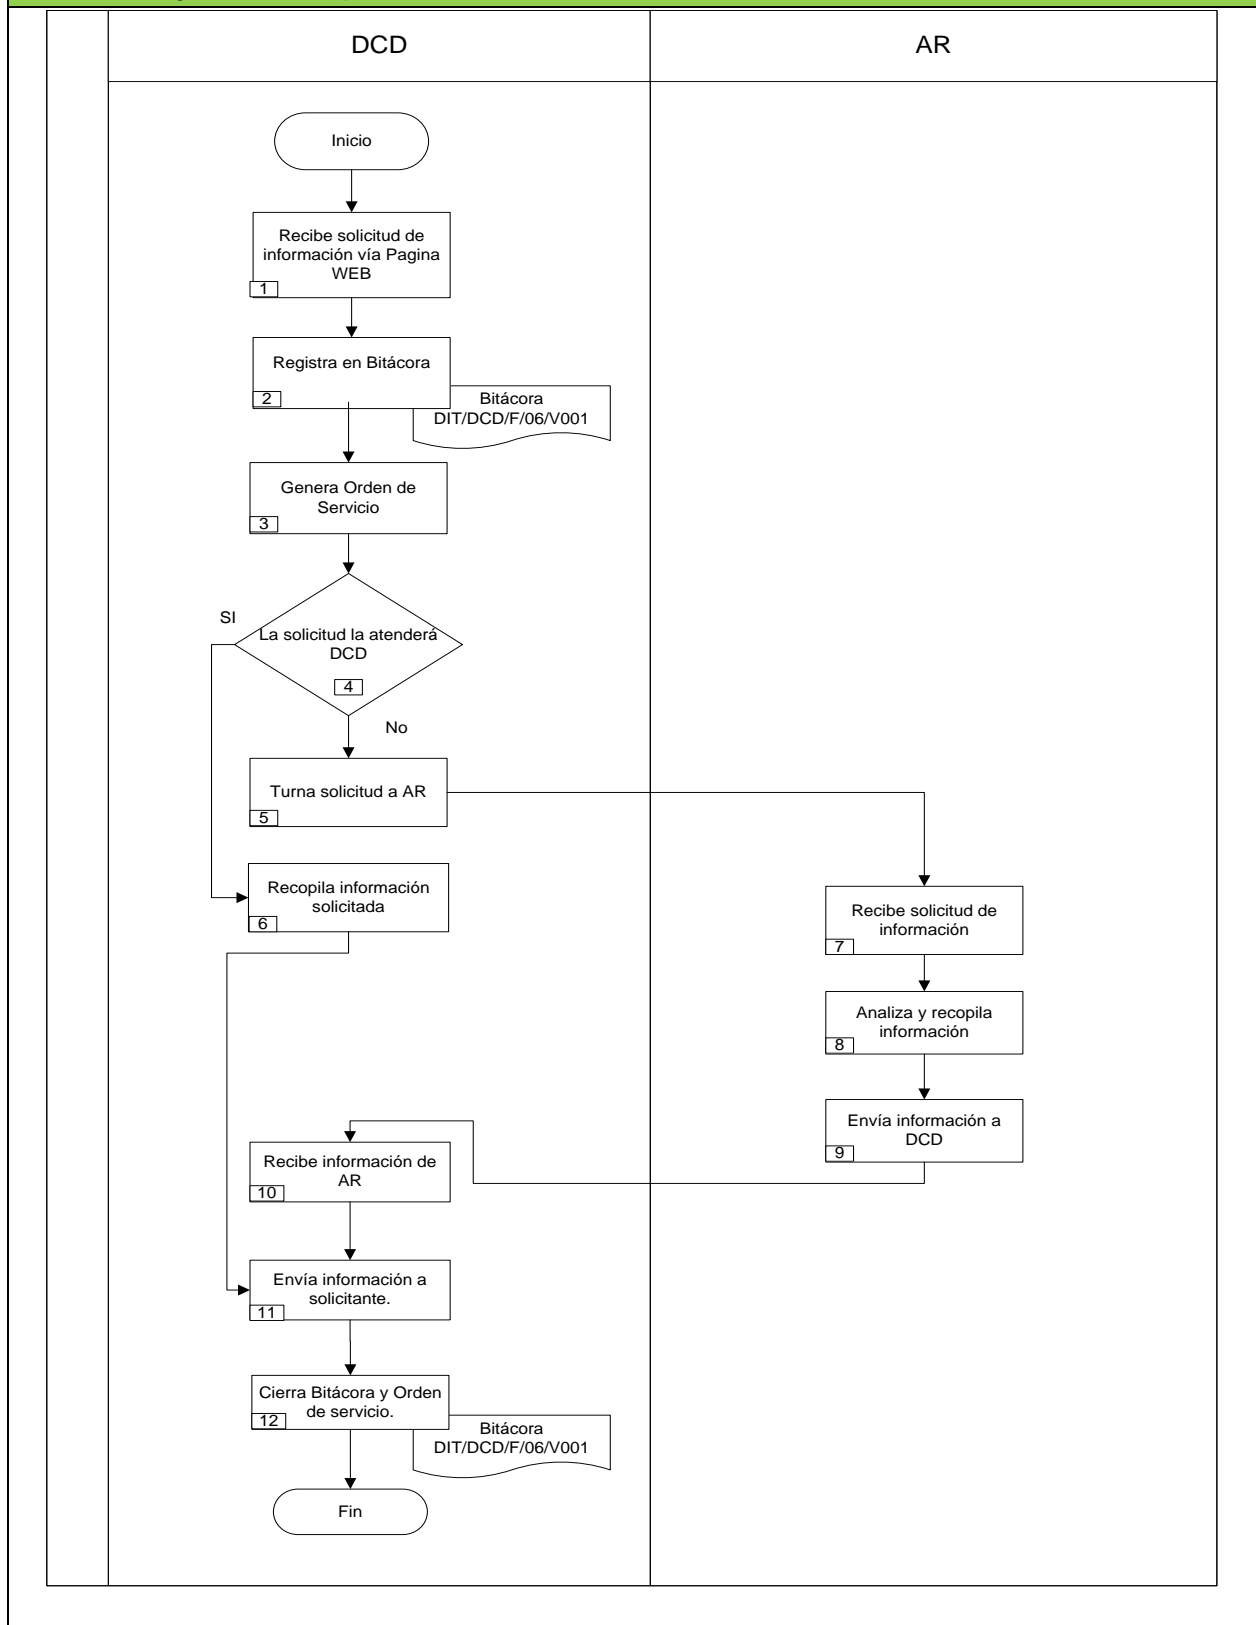 DCD
AR
Inicio
Recibe solicitud de
información vía Pagina
WEB
1
Registra en Bitácora
2
Bitácora
DIT/DCD/F/06/V001
Genera Orden de
Servicio
3
SI
La solicitud la atenderá
DCD
4
No
Turna solicitud a AR
5
Recopila información
solicitada
6
Recibe solicitud de
información
7
Analiza y recopila
información
8
Envía información a
DCD
9
Recibe información de
AR
10
Envía información a
solicitante.
11
Cierra Bitácora y Orden
de servicio.
12
Bitácora
DIT/DCD/F/06/V001
Fin